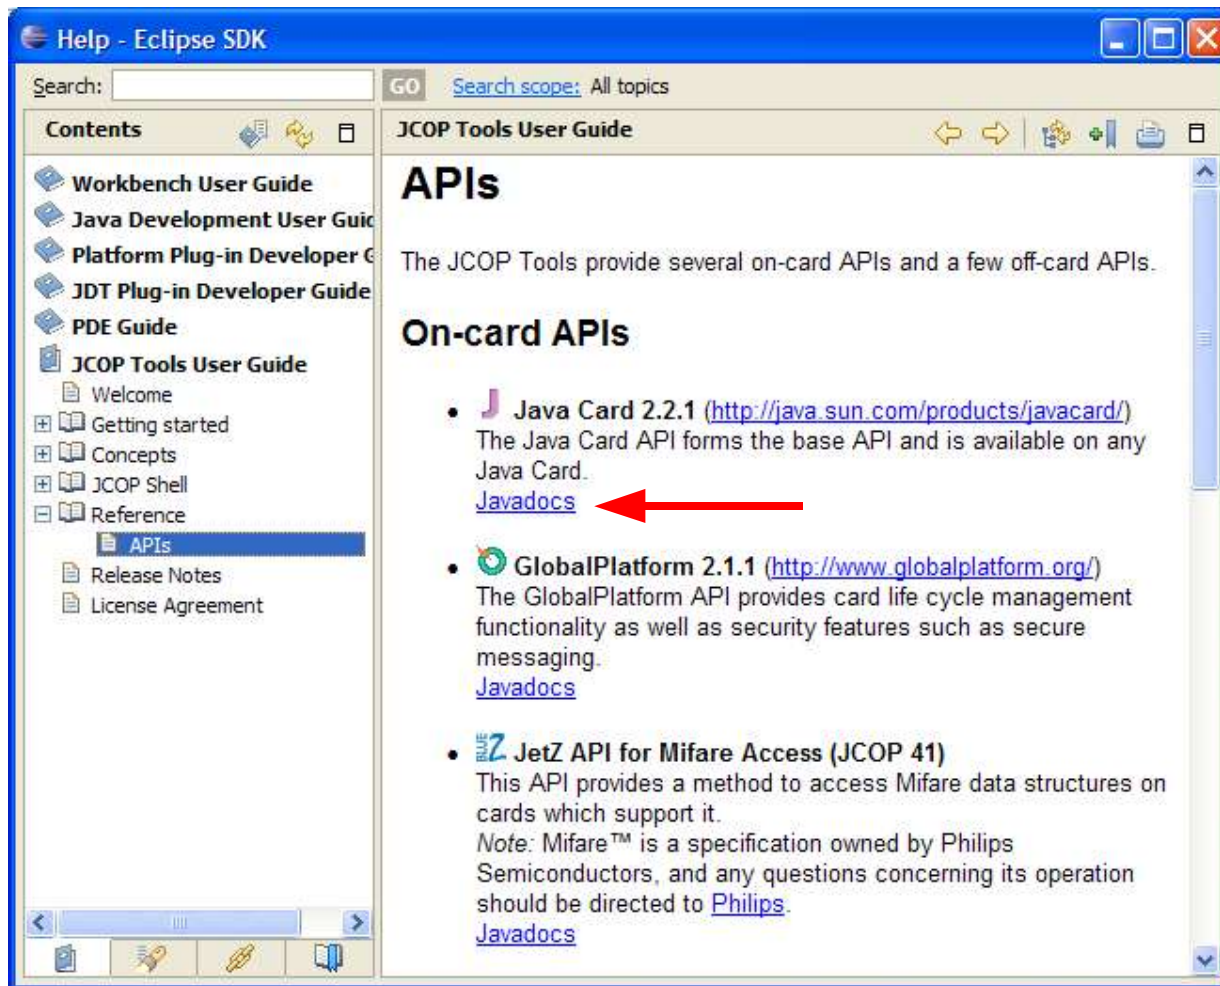 Help - Eclipse SDK
Search:
GO
Search scope: All topics
Contents
Workbench User Guide
Java Development User Guid
Platform Plug-in Developer G
JDT Plug-in Developer Guide
PDE Guide
JCOP Tools User Guide
Welcome
Getting started
Concepts
JCOP Shell
Reference
APIs
Release Notes
License Agreement
JCOP Tools User Guide
APIs
The JCOP Tools provide several on-card APIs and a few off-card APIs.
On-card APIs
• Java Card 2.2.1 (http://java.sun.com/products/javacard/)
The Java Card API forms the base API and is available on any
Java Card.
Javadocs
• GlobalPlatform 2.1.1 (http://www.globalplatform.org/)
The GlobalPlatform API provides card life cycle management
functionality as well as security features such as secure
messaging.
Javadocs
• BLUE Z JetZ API for Mifare Access (JCOP 41)
This API provides a method to access Mifare data structures on
cards which support it.
Note: Mifare™ is a specification owned by Philips
Semiconductors, and any questions concerning its operation
should be directed to Philips.
Javadocs